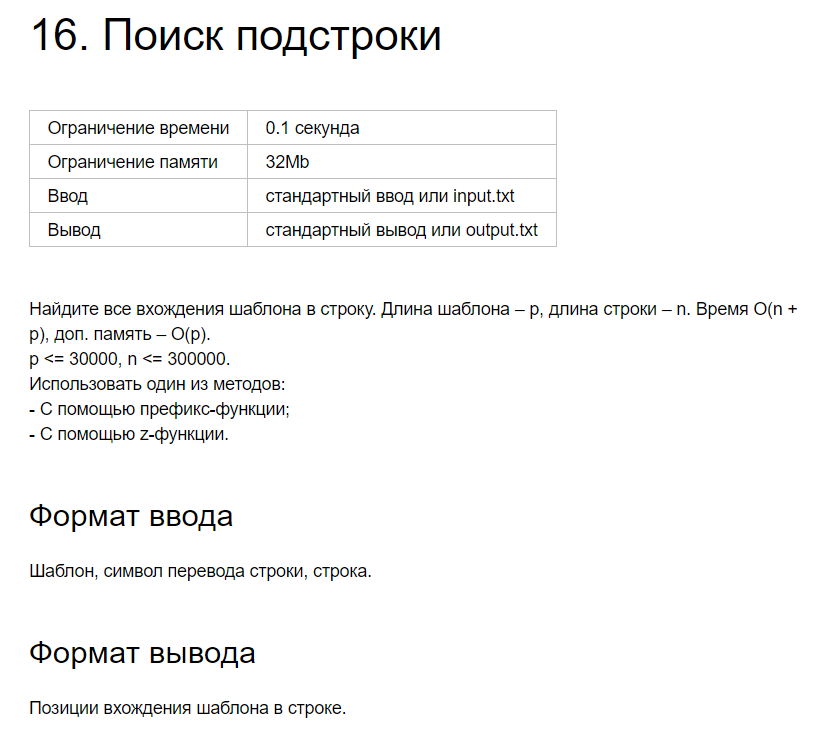 16. Поиск подстроки
Ограничение времени 0.1 секунда
Ограничение памяти 32Mb
Ввод стандартный ввод или input.txt
Вывод стандартный вывод или output.txt
Найдите все вхождения шаблона в строку. Длина шаблона – p, длина строки – n. Время O(n +
p), доп. память – O(p).
p <= 30000, n <= 300000.
Использовать один из методов:
- С помощью префикс-функции;
- С помощью z-функции.
Формат ввода
Шаблон, символ перевода строки, строка.
Формат вывода
Позиции вхождения шаблона в строке.